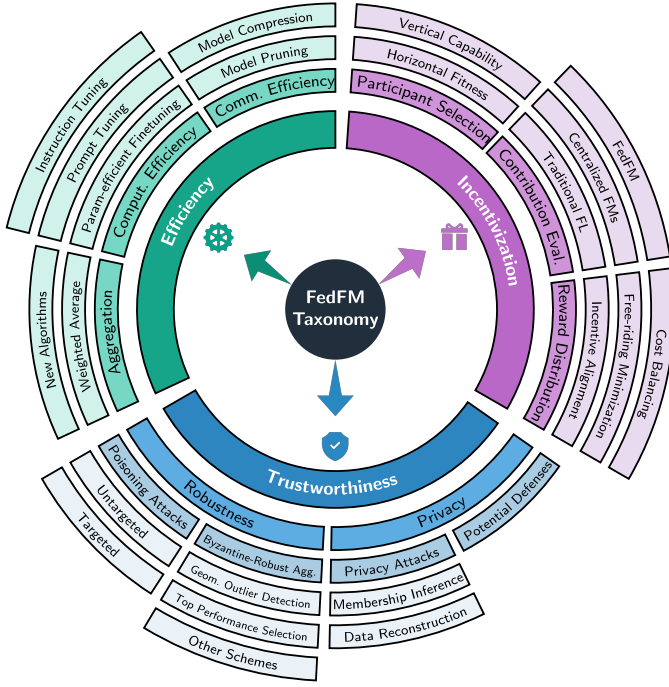 FedFM
Taxonomy
Efficiency
Comm. Efficiency
Model Pruning
Model Compression
Comput. Efficiency
Param-efficient Finetuning
Prompt Tuning
Instruction Tuning
Aggregation
Weighted Average
New Algorithms
Incentivization
Participant Selection
Horizontal Fitness
Vertical Capability
Contribution Eval.
Traditional FL
Centralized FMs
FedFM
Reward Distribution
Incentive Alignment
Free-riding Minimization
Cost Balancing
Trustworthiness
Robustness
Poisoning Attacks
Untargeted
Targeted
Byzantine-Robust Agg.
Geom. Outlier Detection
Top Performance Selection
Other Schemes
Privacy
Privacy Attacks
Membership Inference
Data Reconstruction
Potential Defenses